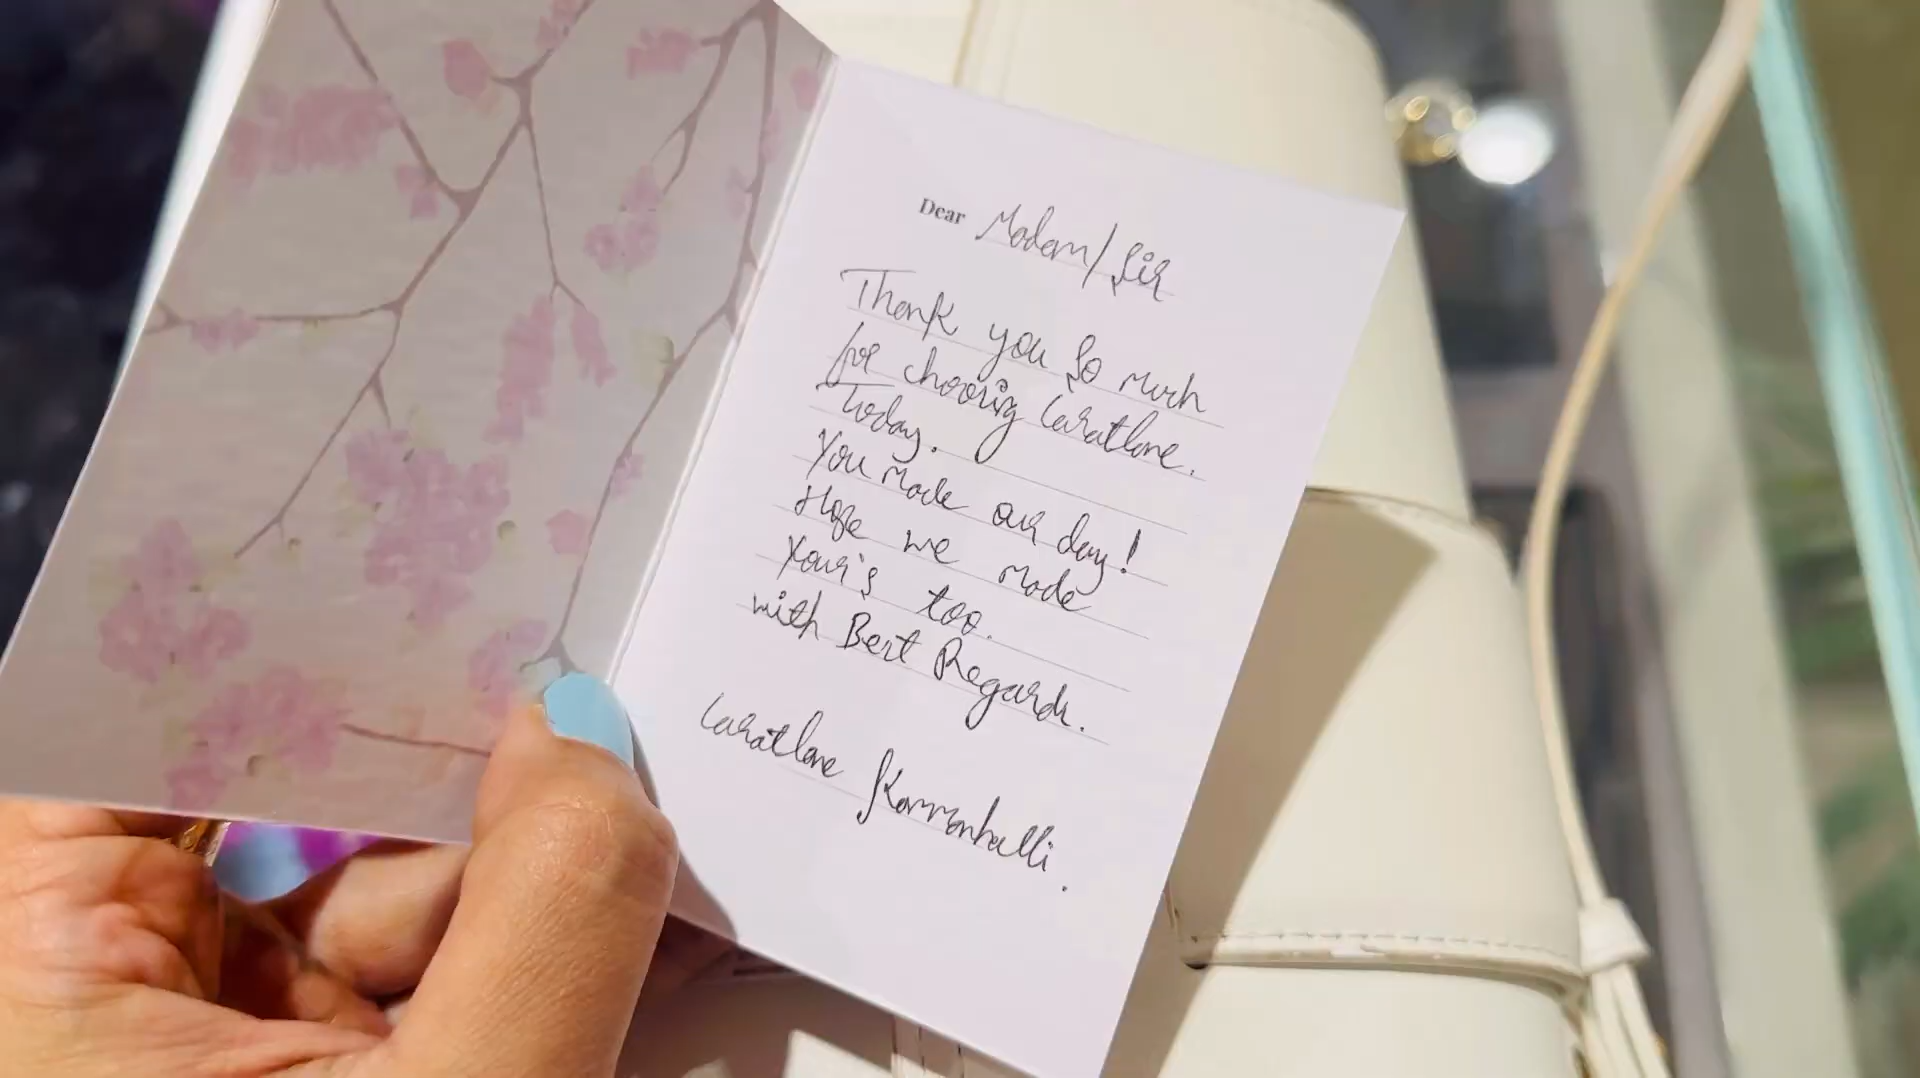 Dear Madam/Sir
Thank you so much
for choosing Caratlane.
Today.
You made our day!
Hope we made
Your's too.
with Best Regards.
Caratlane Kammanhalli.